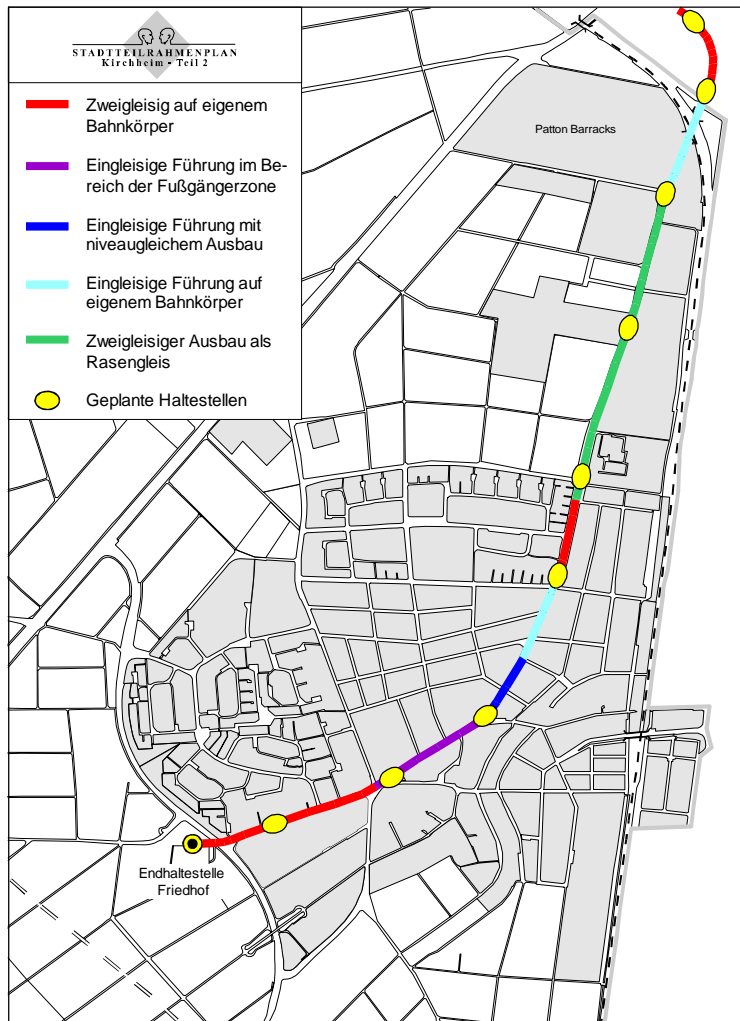 STADTTEILRAHMENPLAN
Kirchheim - Teil 2
Zweigleisig auf eigenem
Bahnkörper
Eingleisige Führung im Be-
reich der Fußgängerzone
Eingleisige Führung mit
niveaugleichem Ausbau
Eingleisige Führung auf
eigenem Bahnkörper
Zweigleisiger Ausbau als
Rasengleis
Geplante Haltestellen
Patton Barracks
Endhaltestelle
Friedhof